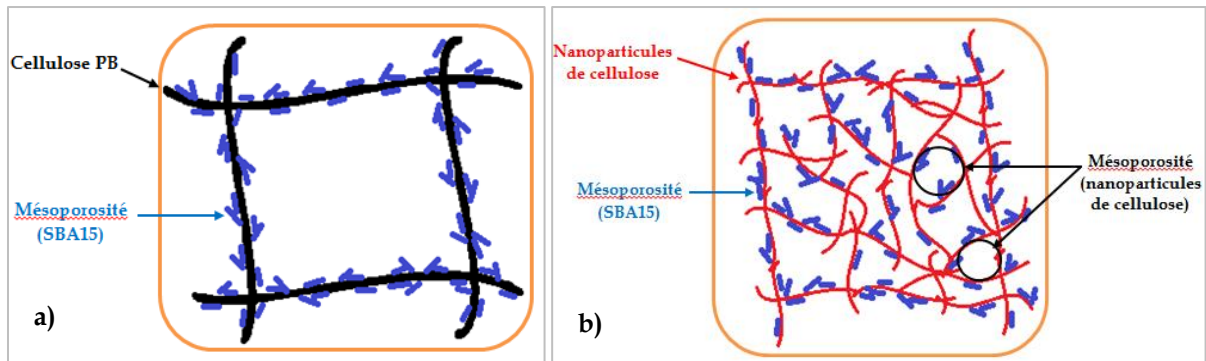 Cellulose PB
Mésoporosité
(SBA15)
a)
Nanoparticules
de cellulose
Mésoporosité
(SBA15)
Mésoporosité
(nanoparticules
de cellulose)
b)